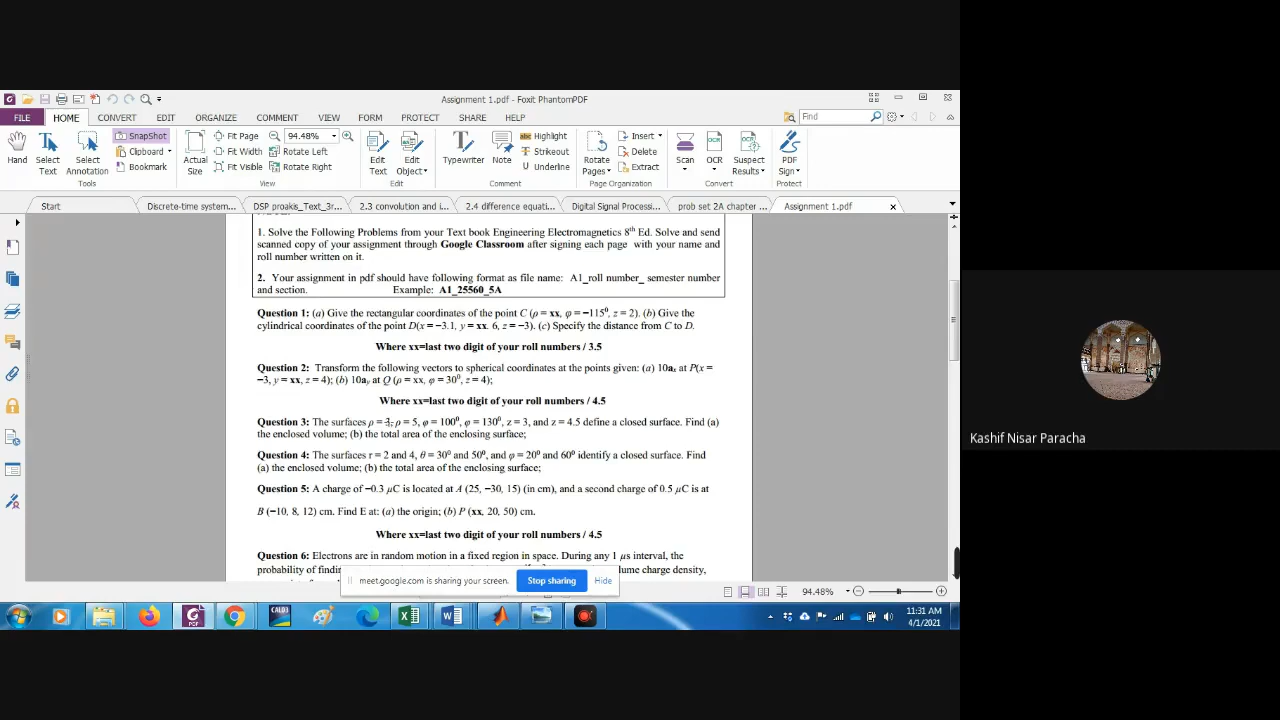 Assignment 1.pdf - Foxit PhantomPDF
FILE HOME CONVERT EDIT ORGANIZE COMMENT VIEW FORM PROTECT SHARE HELP Find
SnapShot Fit Page 94.48% Highlight Insert
Clipboard Fit Width Rotate Left Strikeout Delete
Bookmark Fit Visible Rotate Right Underline Extract
Hand Select Text Select Annotation Actual Size Edit Text Edit Object Typewriter Note Rotate Pages Scan OCR Suspect Results PDF Sign
Tools View Edit Comment Page Organization Convert Protect
Start Discrete-time system... DSP proakis_Text_3r... 2.3 convolution and i... 2.4 difference equati... Digital Signal Processi... prob set 2A chapter ... Assignment 1.pdf
1. Solve the Following Problems from your Text book Engineering Electromagnetics 8th Ed. Solve and send
scanned copy of your assignment through Google Classroom after signing each page with your name and
roll number written on it.
2. Your assignment in pdf should have following format as file name: A1_roll number_ semester number
and section. Example: A1_25560_5A
Question 1: (a) Give the rectangular coordinates of the point C (ρ = xx, φ = −115⁰, z = 2). (b) Give the
cylindrical coordinates of the point D(x = −3.1, y = xx. 6, z = −3). (c) Specify the distance from C to D.
Where xx=last two digit of your roll numbers / 3.5
Question 2: Transform the following vectors to spherical coordinates at the points given: (a) 10aₓ at P(x =
−3, y = xx, z = 4); (b) 10aᵧ at Q (ρ = xx, φ = 30⁰, z = 4);
Where xx=last two digit of your roll numbers / 4.5
Question 3: The surfaces ρ = 3, ρ = 5, φ = 100⁰, φ = 130⁰, z = 3, and z = 4.5 define a closed surface. Find (a)
the enclosed volume; (b) the total area of the enclosing surface;
Question 4: The surfaces r = 2 and 4, θ = 30⁰ and 50⁰, and φ = 20⁰ and 60⁰ identify a closed surface. Find
(a) the enclosed volume; (b) the total area of the enclosing surface;
Question 5: A charge of −0.3 μC is located at A (25, −30, 15) (in cm), and a second charge of 0.5 μC is at
B (−10, 8, 12) cm. Find E at: (a) the origin; (b) P (xx, 20, 50) cm.
Where xx=last two digit of your roll numbers / 4.5
Question 6: Electrons are in random motion in a fixed region in space. During any 1 μs interval, the
probability of findin
ume charge density,
meet.google.com is sharing your screen. Stop sharing Hide
94.48%
11:31 AM
4/1/2021
Kashif Nisar Paracha